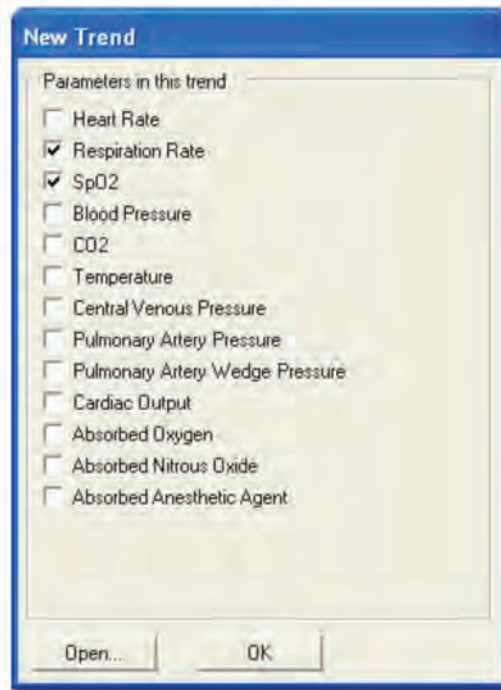 New Trend
Parameters in this trend
Heart Rate
Respiration Rate
SpO2
Blood Pressure
CO2
Temperature
Central Venous Pressure
Pulmonary Artery Pressure
Pulmonary Artery Wedge Pressure
Cardiac Output
Absorbed Oxygen
Absorbed Nitrous Oxide
Absorbed Anesthetic Agent
Open... OK